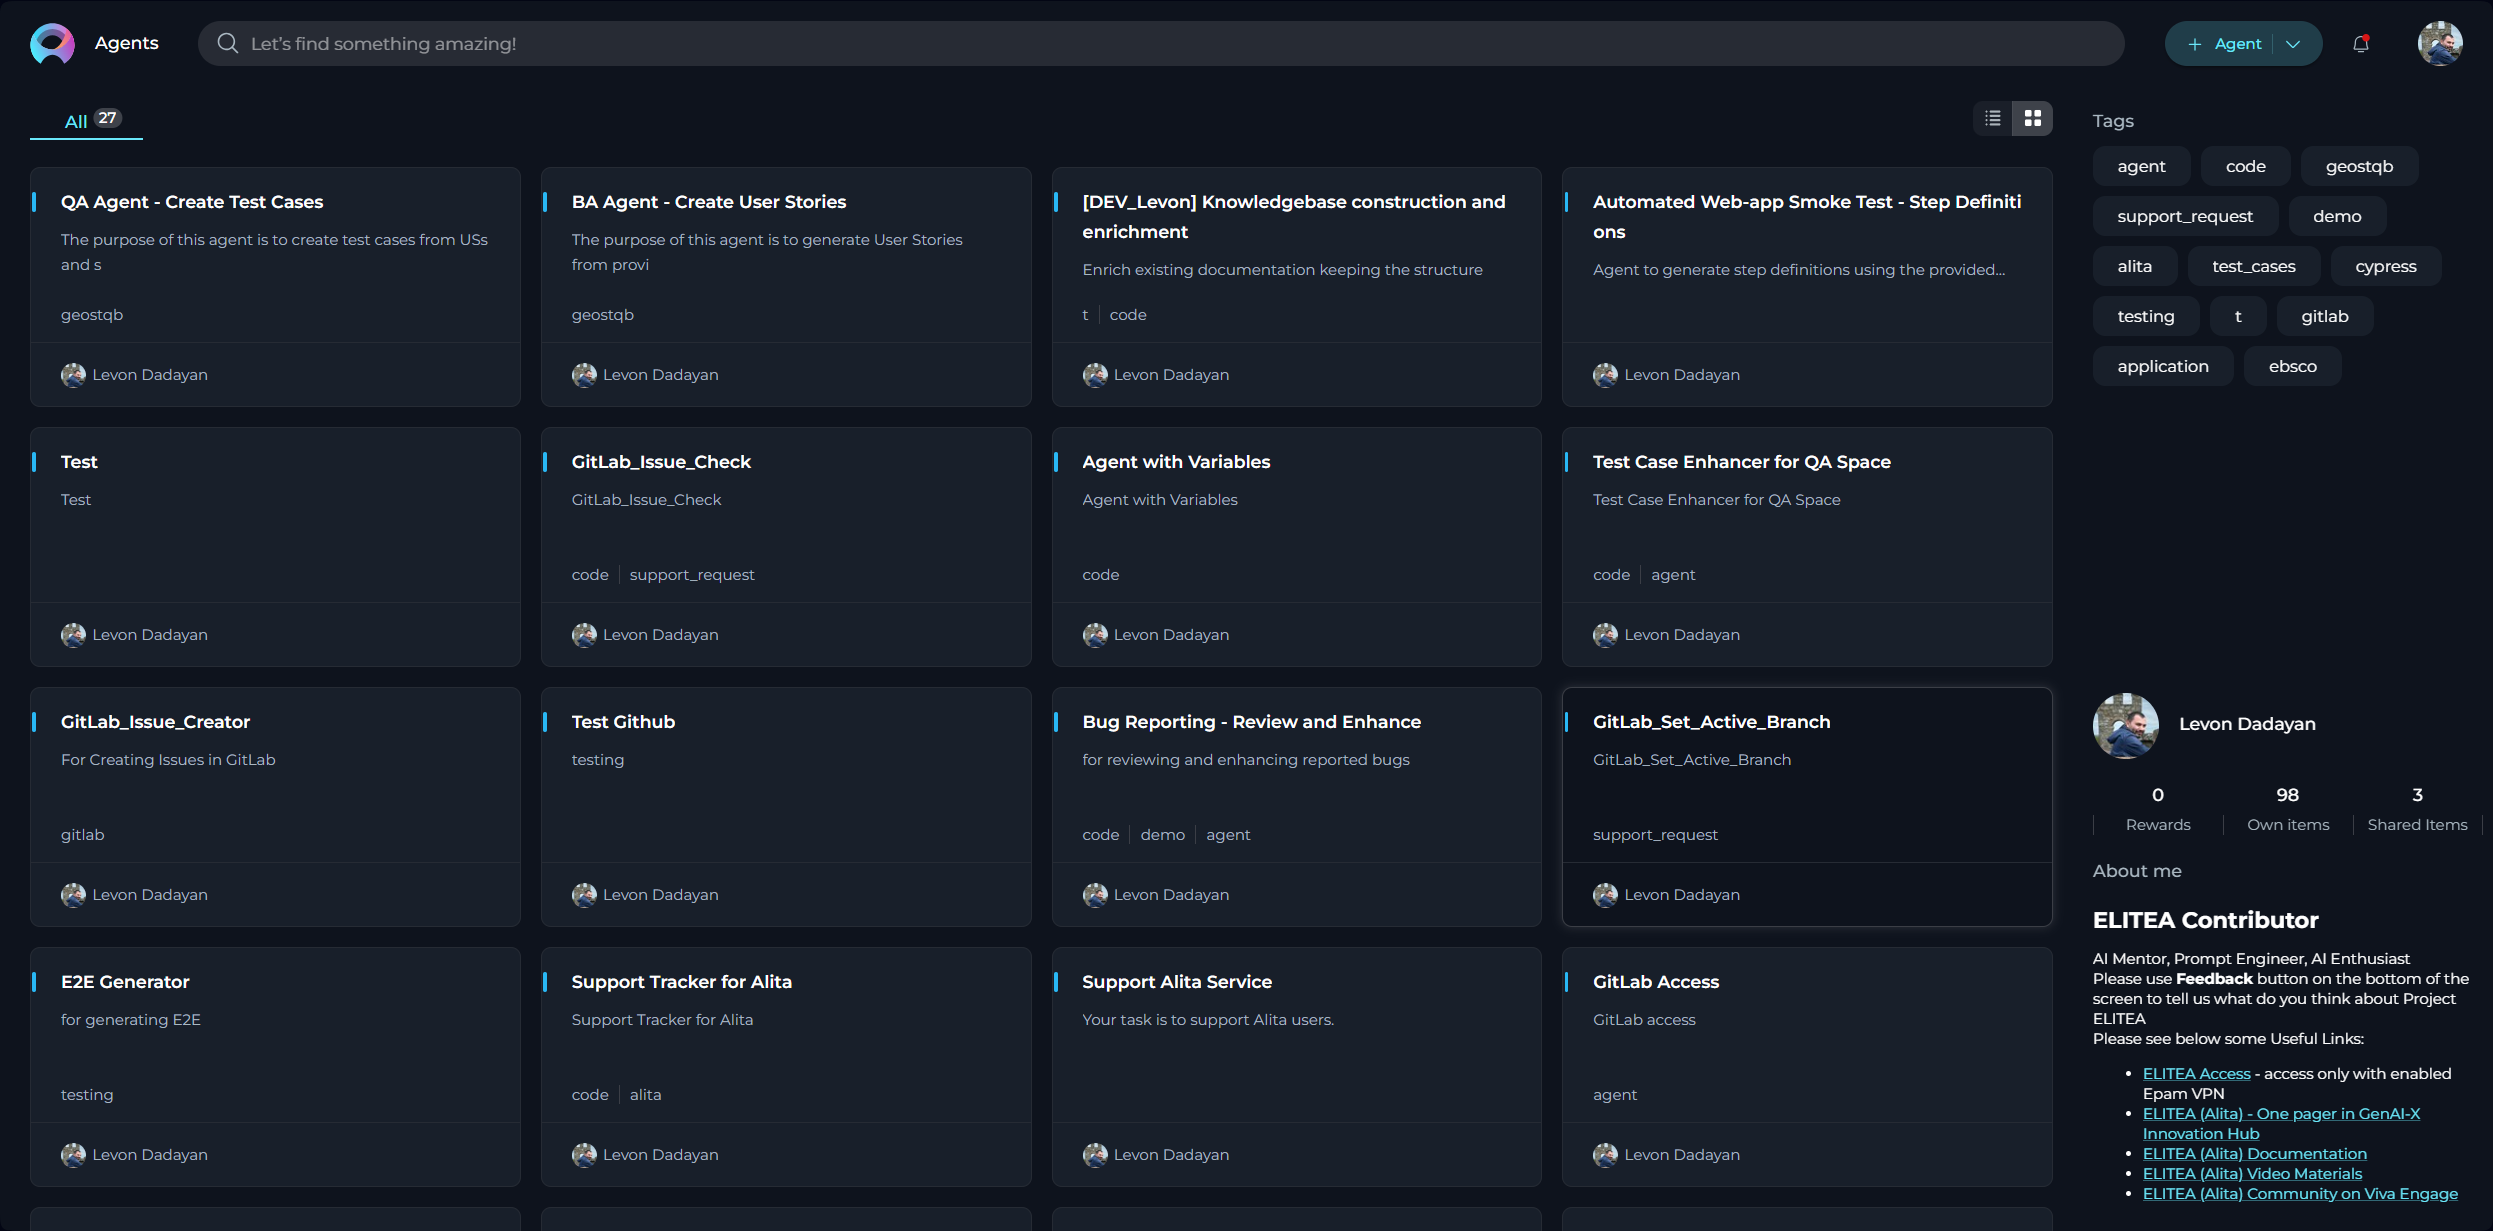 Agents
Let's find something amazing!
+ Agent
All 27
QA Agent - Create Test Cases
The purpose of this agent is to create test cases from USs
and s
geostqb
Levon Dadayan
BA Agent - Create User Stories
The purpose of this agent is to generate User Stories
from provi
geostqb
Levon Dadayan
[DEV_Levon] Knowledgebase construction and
enrichment
Enrich existing documentation keeping the structure
t code
Levon Dadayan
Automated Web-app Smoke Test - Step Definiti
ons
Agent to generate step definitions using the provided...
Levon Dadayan
Test
Test
Levon Dadayan
GitLab_Issue_Check
GitLab_Issue_Check
code support_request
Levon Dadayan
Agent with Variables
Agent with Variables
code
Levon Dadayan
Test Case Enhancer for QA Space
Test Case Enhancer for QA Space
code agent
Levon Dadayan
GitLab_Issue_Creator
For Creating Issues in GitLab
gitlab
Levon Dadayan
Test Github
testing
Levon Dadayan
Bug Reporting - Review and Enhance
for reviewing and enhancing reported bugs
code demo agent
Levon Dadayan
GitLab_Set_Active_Branch
GitLab_Set_Active_Branch
support_request
Levon Dadayan
E2E Generator
for generating E2E
testing
Levon Dadayan
Support Tracker for Alita
Support Tracker for Alita
code alita
Levon Dadayan
Support Alita Service
Your task is to support Alita users.
Levon Dadayan
GitLab Access
GitLab access
agent
Levon Dadayan
Tags
agent code geostqb
support_request demo
alita test_cases cypress
testing t gitlab
application ebsco
Levon Dadayan
0 98 3
Rewards Own items Shared Items
About me
ELITEA Contributor
AI Mentor, Prompt Engineer, AI Enthusiast
Please use Feedback button on the bottom of the
screen to tell us what do you think about Project
ELITEA
Please see below some Useful Links:
• ELITEA Access - access only with enabled
Epam VPN
• ELITEA (Alita) - One pager in GenAI-X
Innovation Hub
• ELITEA (Alita) Documentation
• ELITEA (Alita) Video Materials
• ELITEA (Alita) Community on Viva Engage